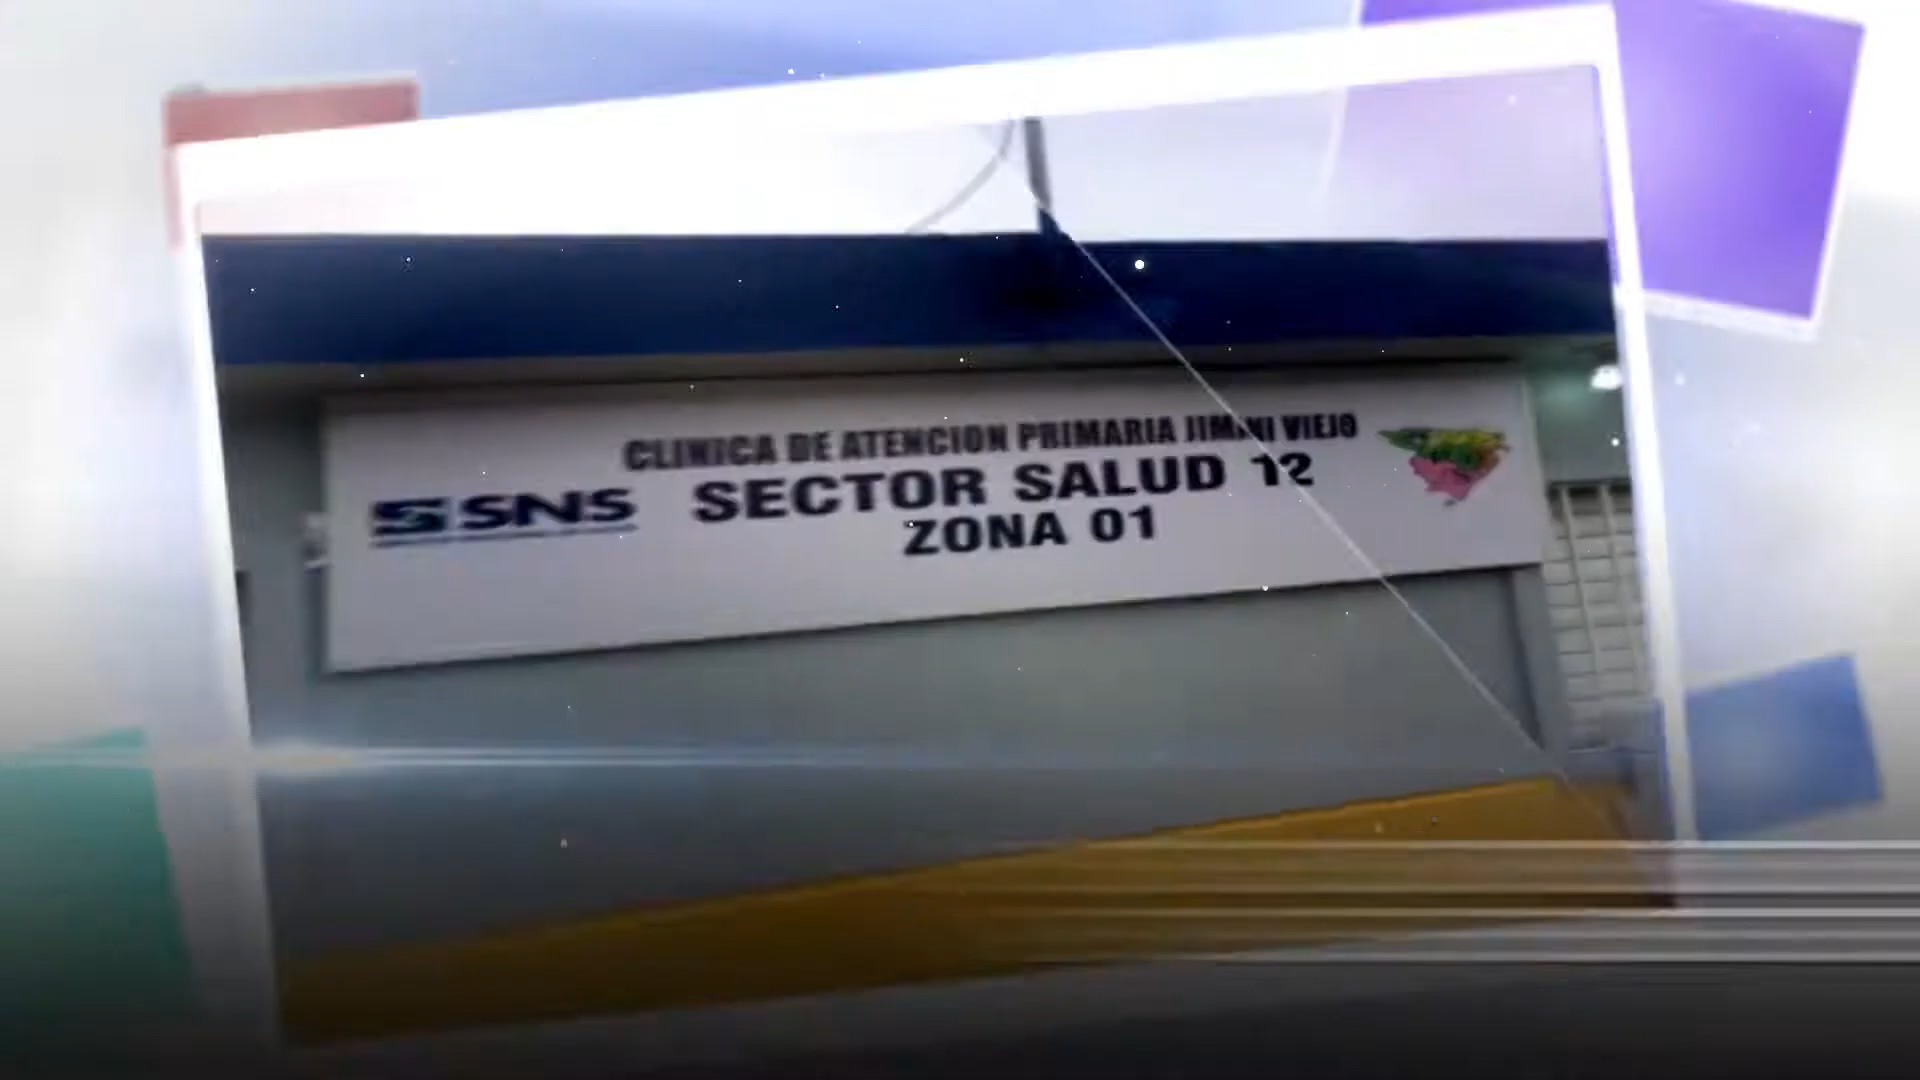 CLINICA DE ATENCION PRIMARIA JIMANI VIEJO
SNS SECTOR SALUD 12
ZONA 01